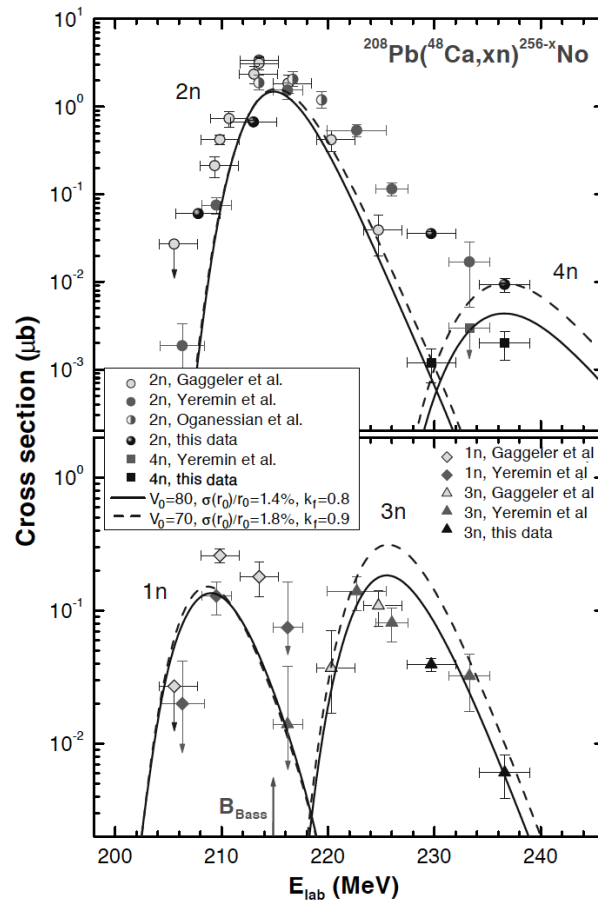 ²⁰⁸Pb(⁴⁸Ca,xn)²⁵⁶⁻ˣNo
10¹
10⁰
10⁻¹
10⁻²
10⁻³
2n
4n
2n, Gaggeler et al.
2n, Yeremin et al.
2n, Oganessian et al.
2n, this data
4n, Yeremin et al.
4n, this data
V₀=80, σ(r₀)/r₀=1.4%, k_f=0.8
V₀=70, σ(r₀)/r₀=1.8%, k_f=0.9
Cross section (μb)
10⁰
10⁻¹
10⁻²
1n, Gaggeler et al
1n, Yeremin et al
3n, Gaggeler et al
3n, Yeremin et al
3n, this data
1n
3n
B_Bass
200 210 220 230 240
E_lab (MeV)